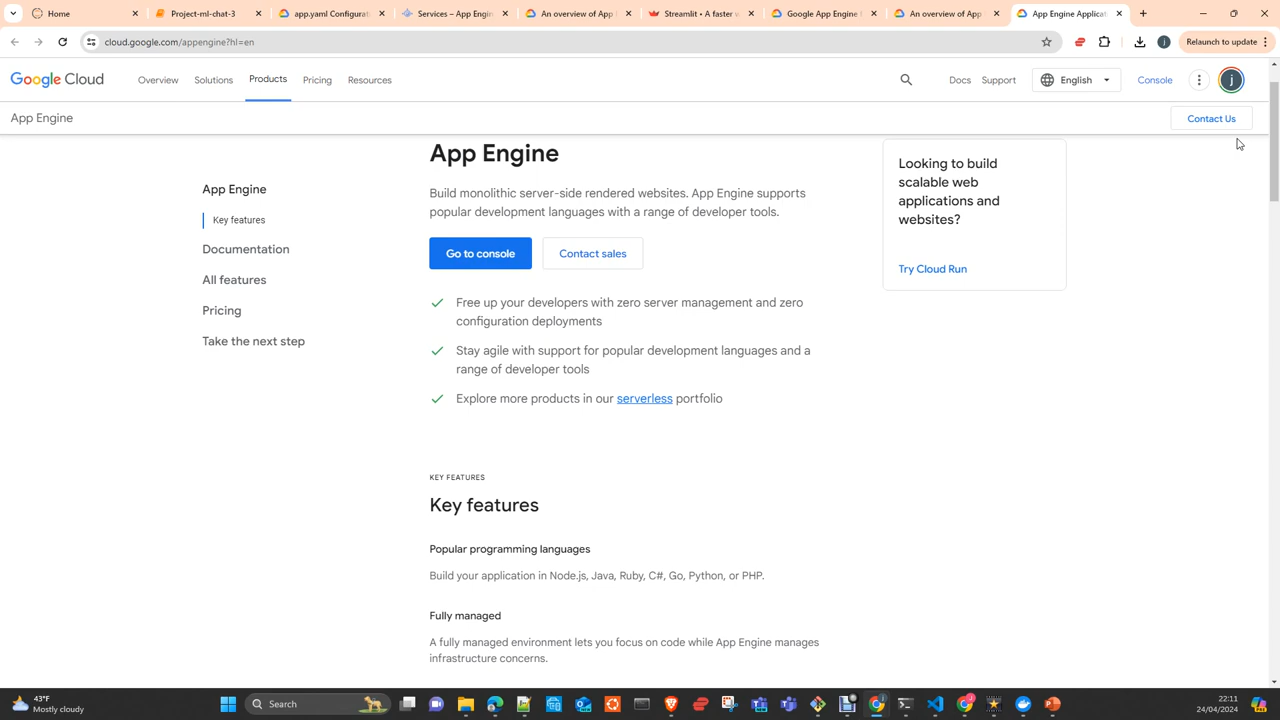 Home
Project-ml-chat-3
app.yaml Configurat
Services – App Engin
An overview of App
Streamlit • A faster v
Google App Engine
An overview of App
App Engine Applicat
cloud.google.com/appengine?hl=en
j
Relaunch to update
Google Cloud
Overview
Solutions
Products
Pricing
Resources
Docs
Support
English
Console
j
App Engine
Contact Us
App Engine
Key features
Documentation
All features
Pricing
Take the next step
App Engine
Build monolithic server-side rendered websites. App Engine supports
popular development languages with a range of developer tools.
Go to console
Contact sales
Free up your developers with zero server management and zero
configuration deployments
Stay agile with support for popular development languages and a
range of developer tools
Explore more products in our serverless portfolio
Looking to build
scalable web
applications and
websites?
Try Cloud Run
KEY FEATURES
Key features
Popular programming languages
Build your application in Node.js, Java, Ruby, C#, Go, Python, or PHP.
Fully managed
A fully managed environment lets you focus on code while App Engine manages
infrastructure concerns.
43°F
Mostly cloudy
Search
22:11
24/04/2024